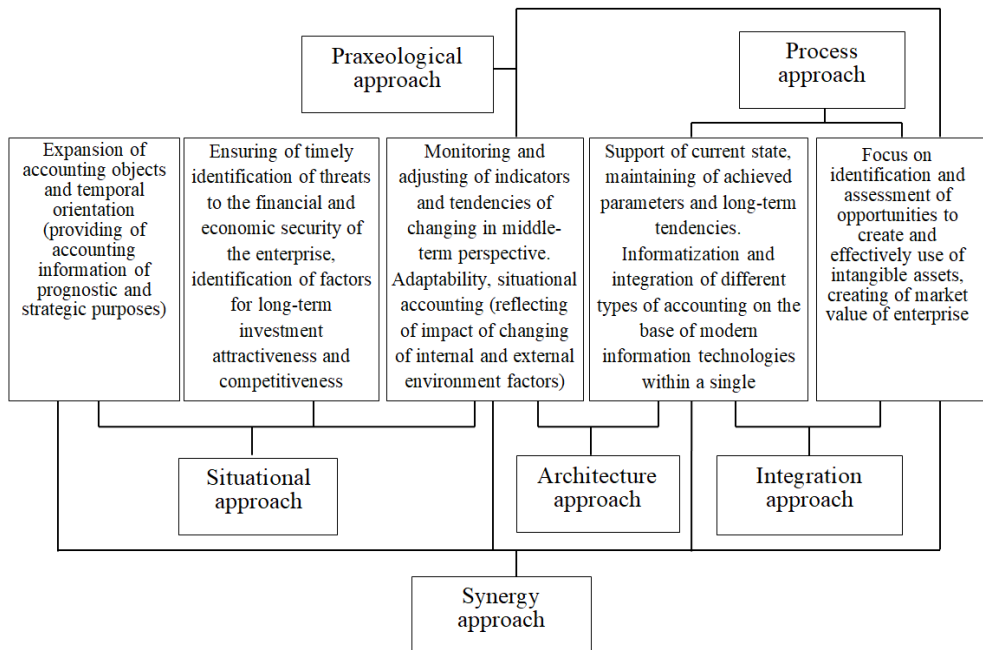 Praxeological
approach
Process
approach
Expansion of
accounting objects
and temporal
orientation
(providing of
accounting
information of
prognostic and
strategic purposes)
Ensuring of timely
identification of threats
to the financial and
economic security of
the enterprise,
identification of factors
for long-term
investment
attractiveness and
competitiveness
Monitoring and
adjusting of indicators
and tendencies of
changing in middle-
term perspective.
Adaptability, situational
accounting (reflecting
of impact of changing
of internal and external
environment factors)
Support of current state,
maintaining of achieved
parameters and long-term
tendencies.
Informatization and
integration of different
types of accounting on the
base of modern
information technologies
within a single
Focus on
identification and
assessment of
opportunities to
create and
effectively use of
intangible assets,
creating of market
value of enterprise
Situational
approach
Architecture
approach
Integration
approach
Synergy
approach